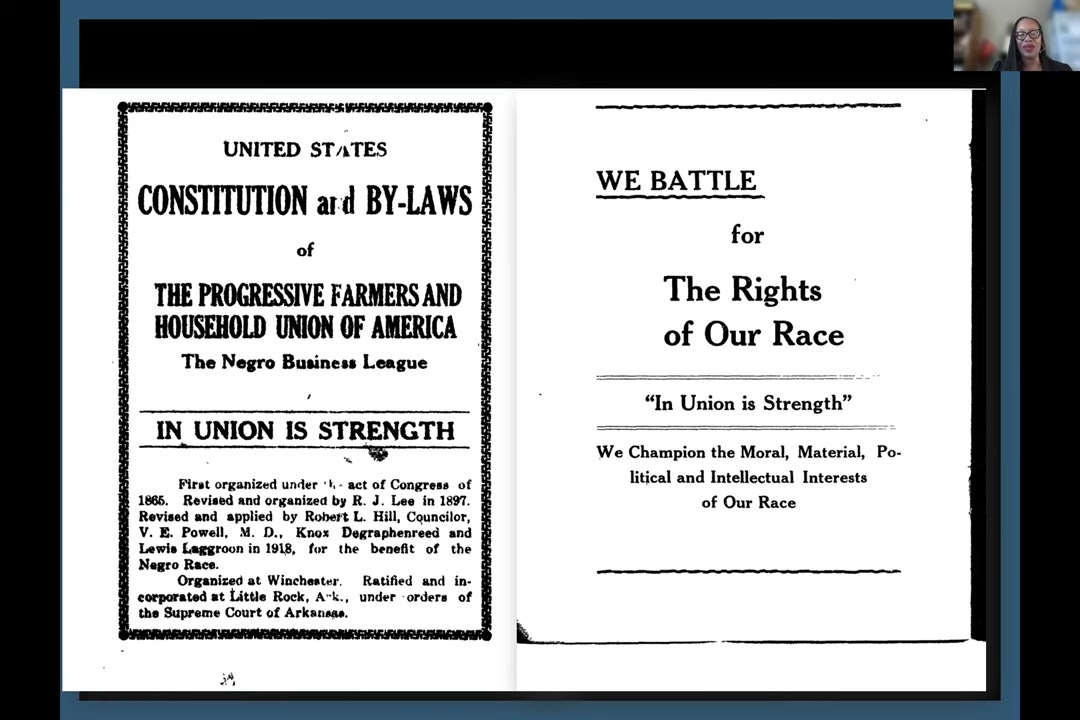 UNITED STATES
CONSTITUTION and BY-LAWS
of
THE PROGRESSIVE FARMERS AND
HOUSEHOLD UNION OF AMERICA
The Negro Business League
IN UNION IS STRENGTH
First organized under the act of Congress of
1865. Revised and organized by R. J. Lee in 1897.
Revised and applied by Robert L. Hill, Councilor,
V. E. Powell, M. D., Knox Degraphenreed and
Lewis Laggroon in 1918, for the benefit of the
Negro Race.
Organized at Winchester. Ratified and in-
corporated at Little Rock, Ark., under orders of
the Supreme Court of Arkansas.
WE BATTLE
for
The Rights
of Our Race
“In Union is Strength”
We Champion the Moral, Material, Po-
litical and Intellectual Interests
of Our Race